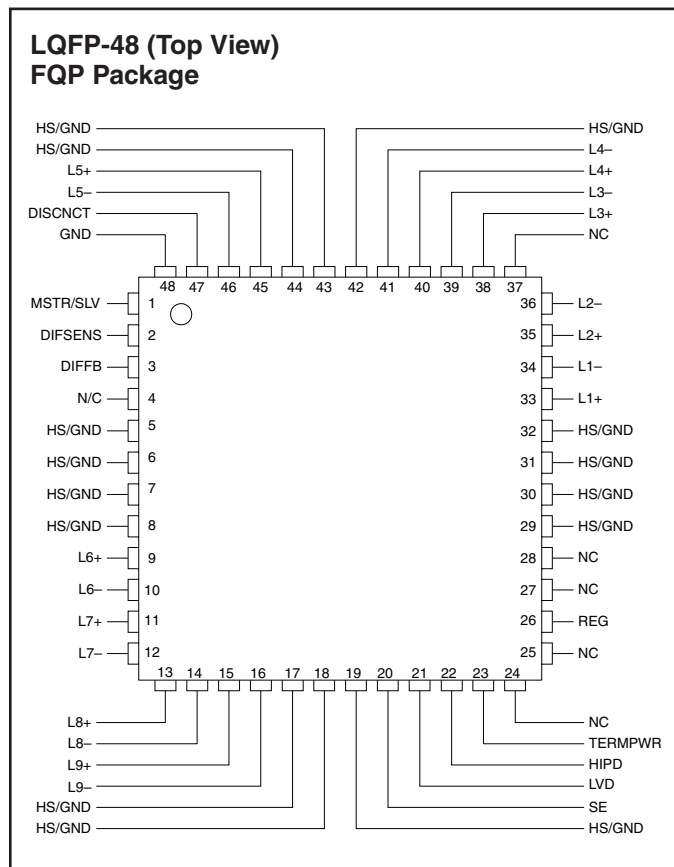 LQFP-48 (Top View)
FQP Package
HS/GND
HS/GND
L5+
L5–
DISCNCT
GND
HS/GND
L4–
L4+
L3–
L3+
NC
48 47 46 45 44 43 42 41 40 39 38 37
MSTR/SLV 1 36 L2–
DIFSENS 2 35 L2+
DIFFB 3 34 L1–
N/C 4 33 L1+
HS/GND 5 32 HS/GND
HS/GND 6 31 HS/GND
HS/GND 7 30 HS/GND
HS/GND 8 29 HS/GND
L6+ 9 28 NC
L6– 10 27 NC
L7+ 11 26 REG
L7– 12 25 NC
13 14 15 16 17 18 19 20 21 22 23 24
L8+
L8–
L9+
L9–
HS/GND
HS/GND
NC
TERMPWR
HIPD
LVD
SE
HS/GND